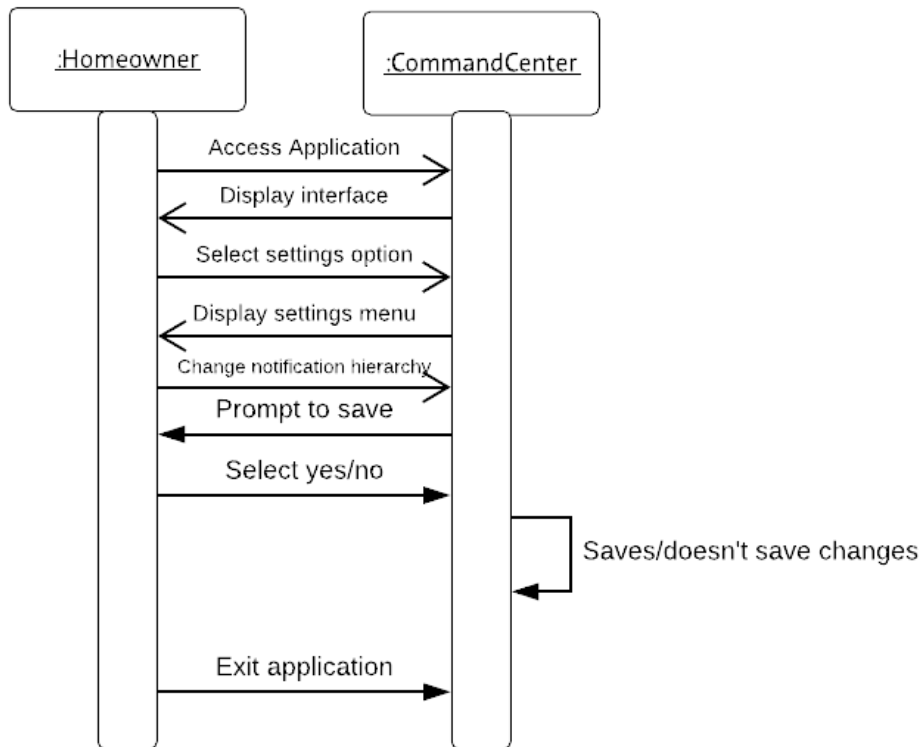 :Homeowner
:CommandCenter
Access Application
Display interface
Select settings option
Display settings menu
Change notification hierarchy
Prompt to save
Select yes/no
Saves/doesn't save changes
Exit application